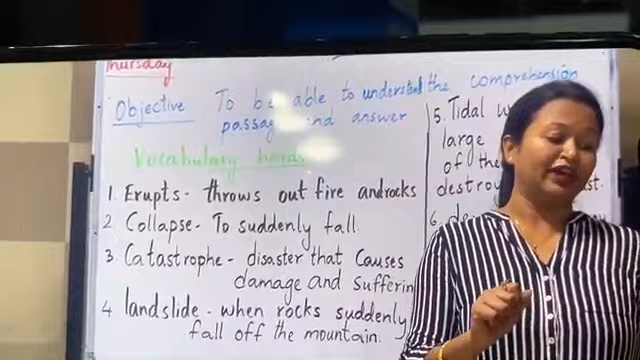 Thursday
Objective To be able to understand the comprehension
passage and answer
Vocabulary words
1. Erupts- throws out fire and rocks
2 Collapse- To suddenly fall
3 Catastrophe - disaster that causes
damage and suffering
4 landslide - when rocks suddenly
fall off the mountain.
5. Tidal
large
of the
6.